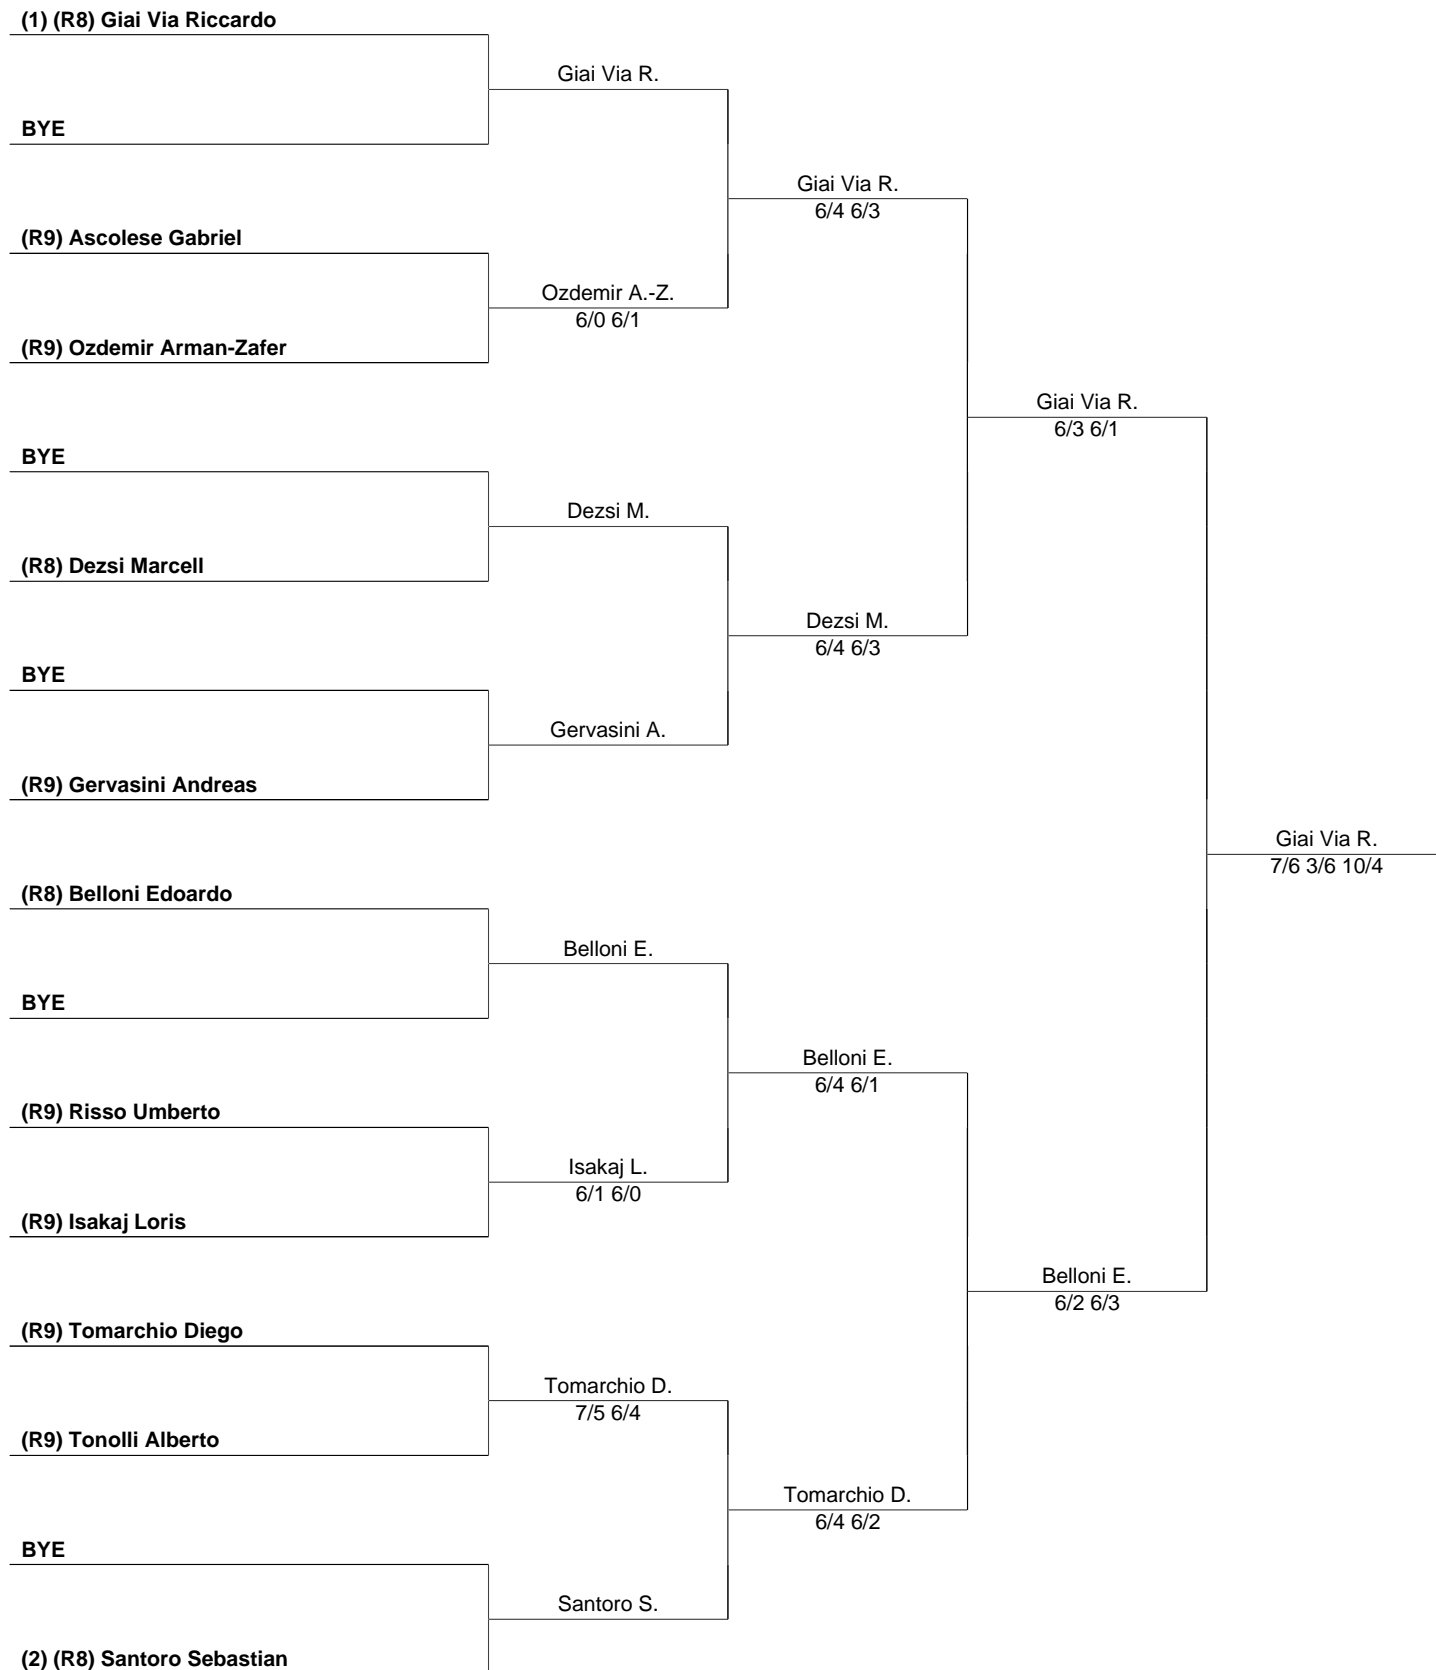 (1) (R8) Giai Via Riccardo
Giai Via R.
BYE
Giai Via R.
6/4 6/3
(R9) Ascolese Gabriel
Ozdemir A.-Z.
6/0 6/1
(R9) Ozdemir Arman-Zafer
Giai Via R.
6/3 6/1
BYE
Dezsi M.
(R8) Dezsi Marcell
Dezsi M.
6/4 6/3
BYE
Gervasini A.
(R9) Gervasini Andreas
Giai Via R.
7/6 3/6 10/4
(R8) Belloni Edoardo
Belloni E.
BYE
Belloni E.
6/4 6/1
(R9) Risso Umberto
Isakaj L.
6/1 6/0
(R9) Isakaj Loris
Belloni E.
6/2 6/3
(R9) Tomarchio Diego
Tomarchio D.
7/5 6/4
(R9) Tonolli Alberto
Tomarchio D.
6/4 6/2
BYE
Santoro S.
(2) (R8) Santoro Sebastian